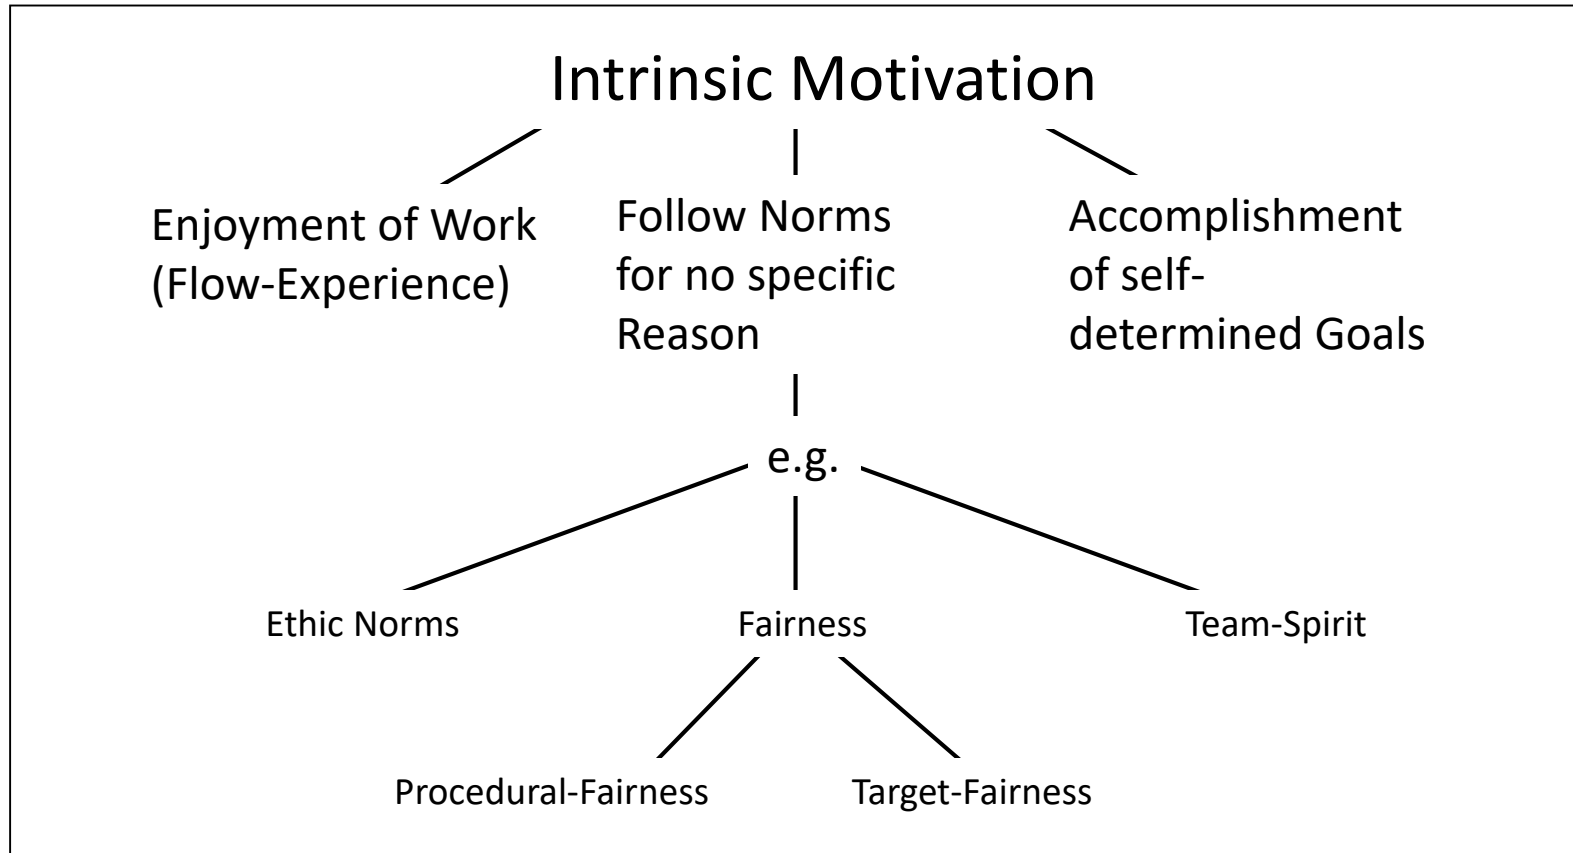 Intrinsic Motivation
Enjoyment of Work
(Flow-Experience)
Follow Norms
for no specific
Reason
Accomplishment
of self-
determined Goals
e.g.
Ethic Norms
Fairness
Team-Spirit
Procedural-Fairness
Target-Fairness